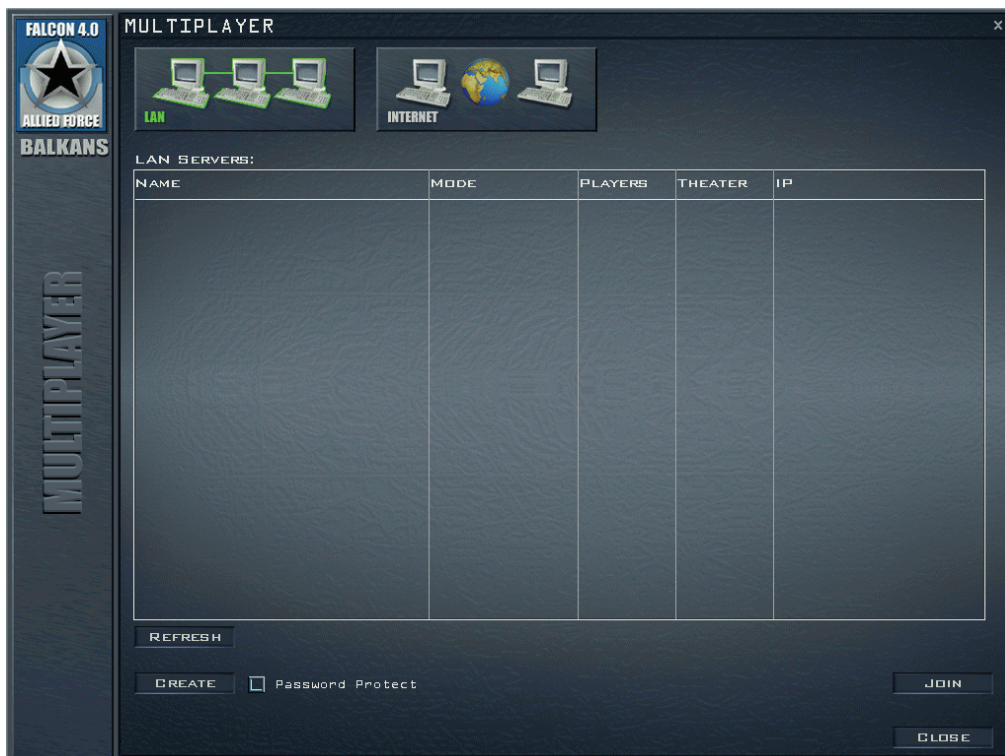 FALCON 4.0
ALLIED FORCE
BALKANS
MULTIPLAYER
MULTIPLAYER
x
LAN
INTERNET
LAN SERVERS:
NAME MODE PLAYERS THEATER IP
REFRESH
CREATE Password Protect JOIN
CLOSE